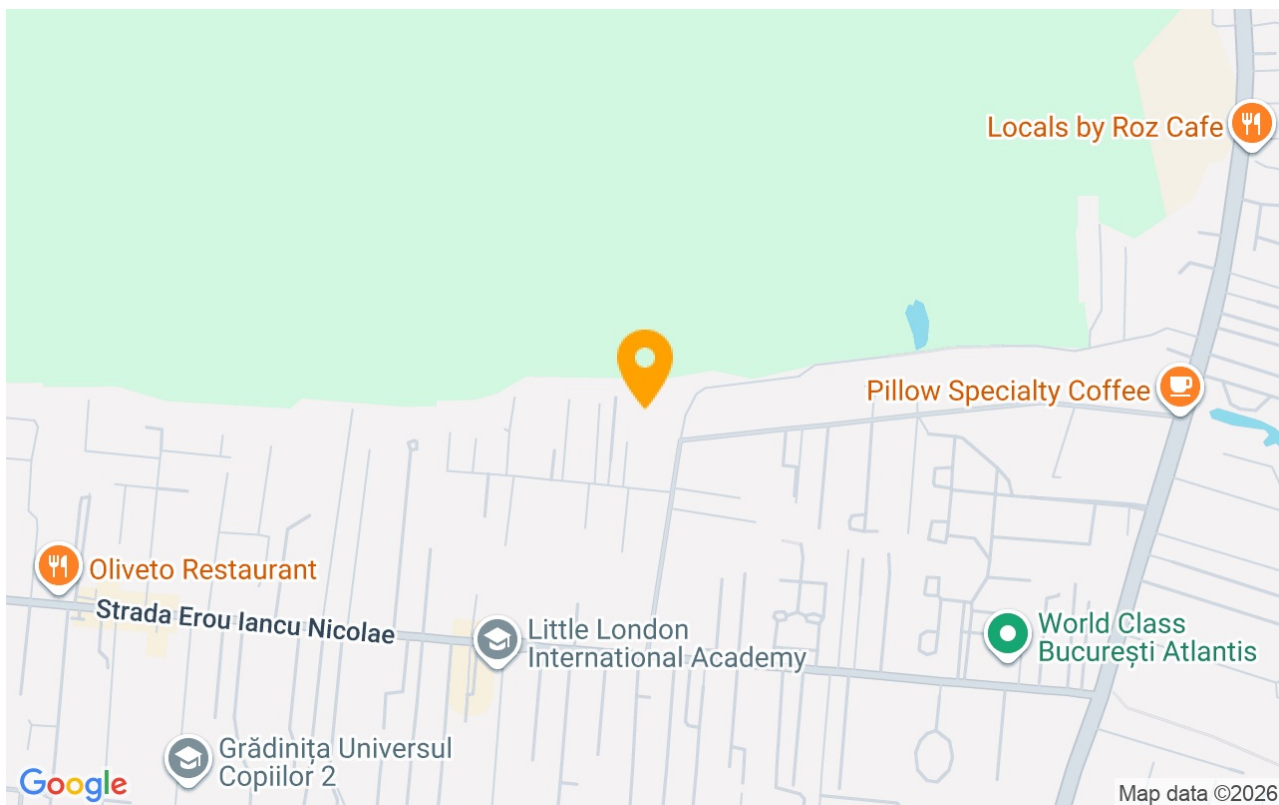 Locals by Roz Cafe
Pillow Specialty Coffee
Oliveto Restaurant
Strada Erou Iancu Nicolae
Little London
International Academy
World Class
București Atlantis
Grădinița Universul
Copiilor 2
Google
Map data ©2026